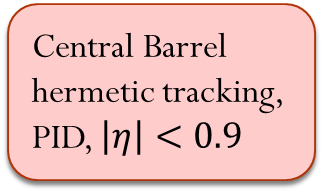 Central Barrel
hermetic tracking,
PID, |η| < 0.9